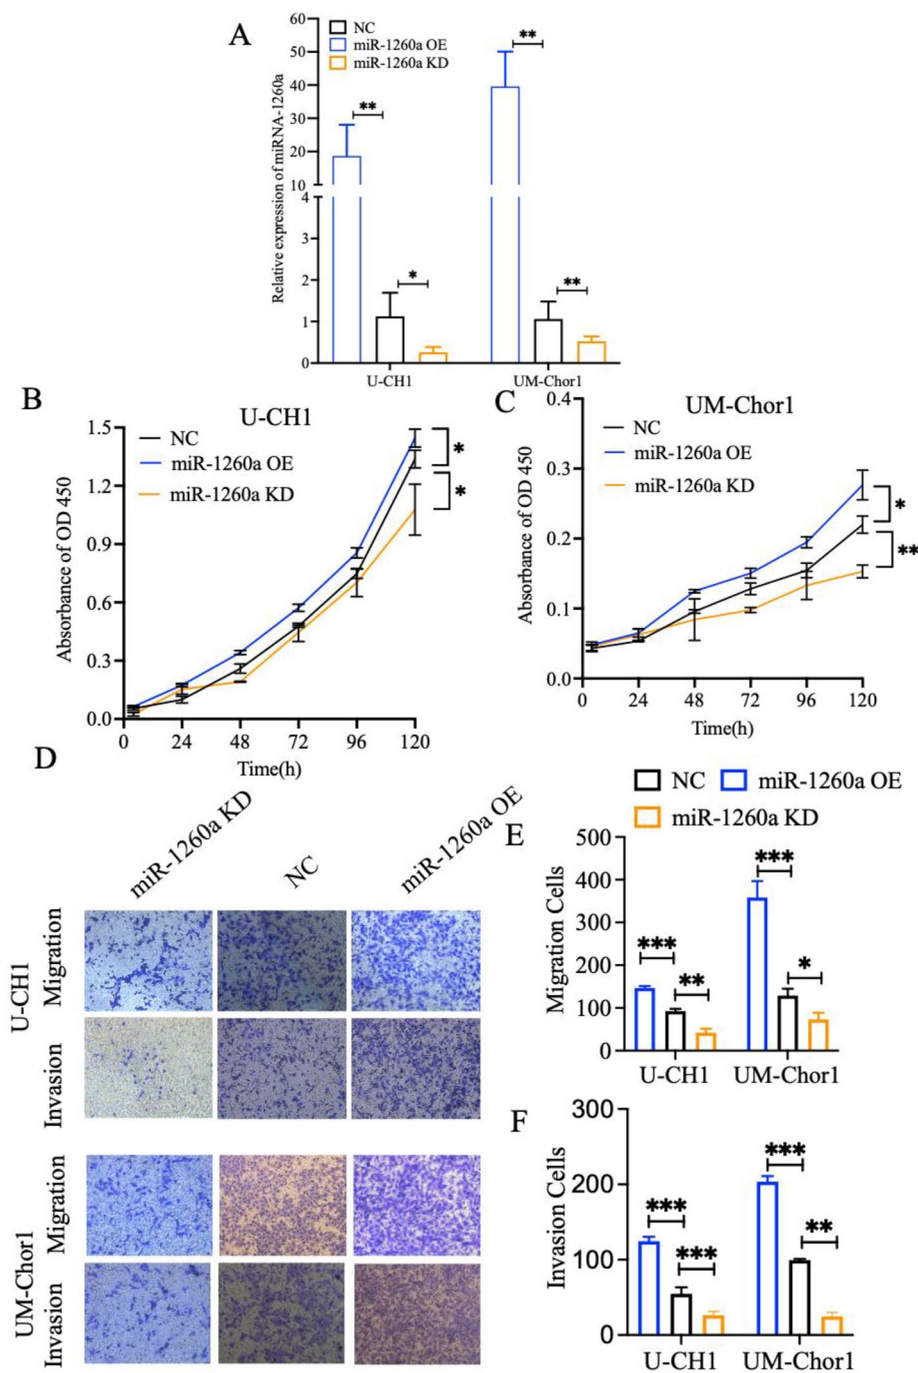 A
NC
miR-1260a OE
miR-1260a KD
Relative expression of miRNA-1260a
60
50
40
30
20
10
4
3
2
1
0
**
*
**
**
U-CH1
UM-Chor1
B
U-CH1
NC
miR-1260a OE
miR-1260a KD
Absorbance of OD 450
1.5
1.2
0.9
0.6
0.3
0.0
*
*
0
24
48
72
96
120
Time(h)
C
UM-Chor1
NC
miR-1260a OE
miR-1260a KD
Absorbance of OD 450
0.4
0.3
0.2
0.1
0.0
*
**
0
24
48
72
96
120
Time(h)
D
miR-1260a KD
NC
miR-1260a OE
U-CH1
Migration
Invasion
UM-Chor1
Migration
Invasion
NC
miR-1260a OE
miR-1260a KD
E
Migration Cells
500
400
300
200
100
0
***
**
***
*
U-CH1
UM-Chor1
F
Invasion Cells
300
200
100
0
***
***
***
**
U-CH1
UM-Chor1